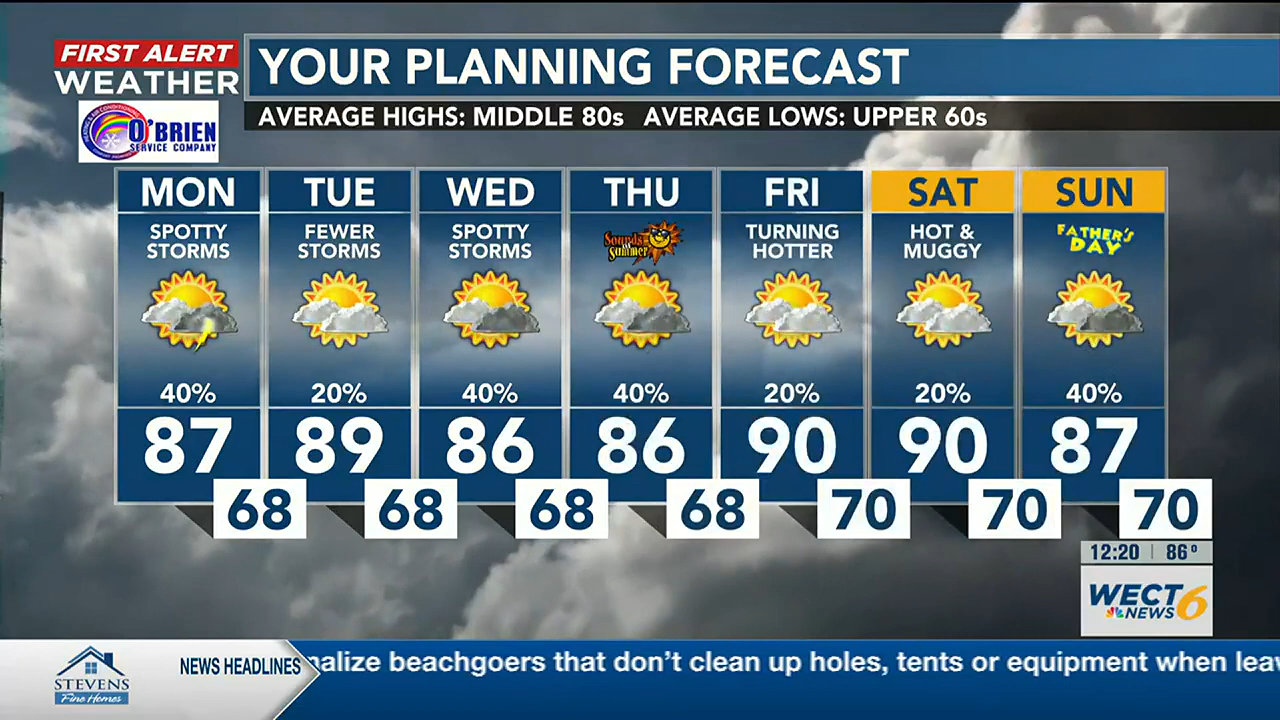 FIRST ALERT
WEATHER
O'BRIEN
SERVICE COMPANY
YOUR PLANNING FORECAST
AVERAGE HIGHS: MIDDLE 80s AVERAGE LOWS: UPPER 60s
MON TUE WED THU FRI SAT SUN
SPOTTY STORMS
FEWER STORMS
SPOTTY STORMS
Sounds of Summer
TURNING HOTTER
HOT & MUGGY
FATHER'S DAY
40% 20% 40% 40% 20% 20% 40%
87 89 86 86 90 90 87
68 68 68 68 70 70 70
12:20 | 86°
WECT 6
NEWS
STEVENS
Fine Homes
NEWS HEADLINES
nalize beachgoers that don't clean up holes, tents or equipment when leav